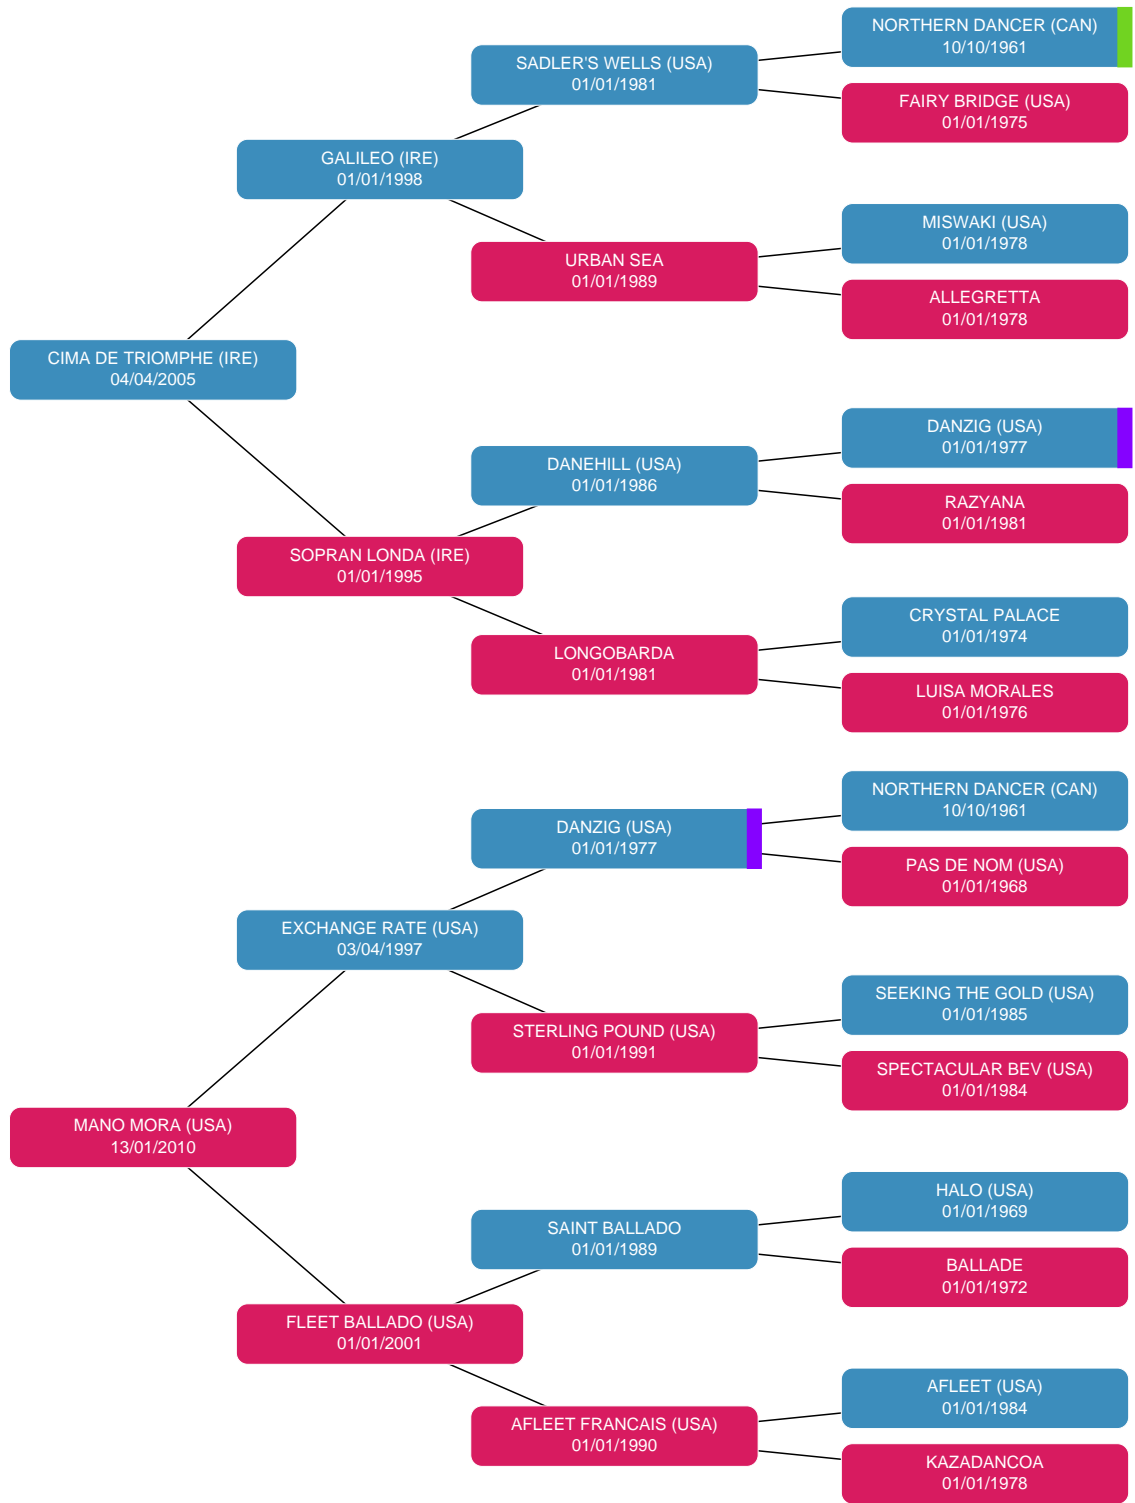 NORTHERN DANCER (CAN)
10/10/1961
SADLER'S WELLS (USA)
01/01/1981
FAIRY BRIDGE (USA)
01/01/1975
GALILEO (IRE)
01/01/1998
MISWAKI (USA)
01/01/1978
URBAN SEA
01/01/1989
ALLEGRETTA
01/01/1978
CIMA DE TRIOMPHE (IRE)
04/04/2005
DANZIG (USA)
01/01/1977
DANEHILL (USA)
01/01/1986
RAZYANA
01/01/1981
SOPRAN LONDA (IRE)
01/01/1995
CRYSTAL PALACE
01/01/1974
LONGOBARDA
01/01/1981
LUISA MORALES
01/01/1976
NORTHERN DANCER (CAN)
10/10/1961
DANZIG (USA)
01/01/1977
PAS DE NOM (USA)
01/01/1968
EXCHANGE RATE (USA)
03/04/1997
SEEKING THE GOLD (USA)
01/01/1985
STERLING POUND (USA)
01/01/1991
SPECTACULAR BEV (USA)
01/01/1984
MANO MORA (USA)
13/01/2010
HALO (USA)
01/01/1969
SAINT BALLADO
01/01/1989
BALLADE
01/01/1972
FLEET BALLADO (USA)
01/01/2001
AFLEET (USA)
01/01/1984
AFLEET FRANCAIS (USA)
01/01/1990
KAZADANCOA
01/01/1978